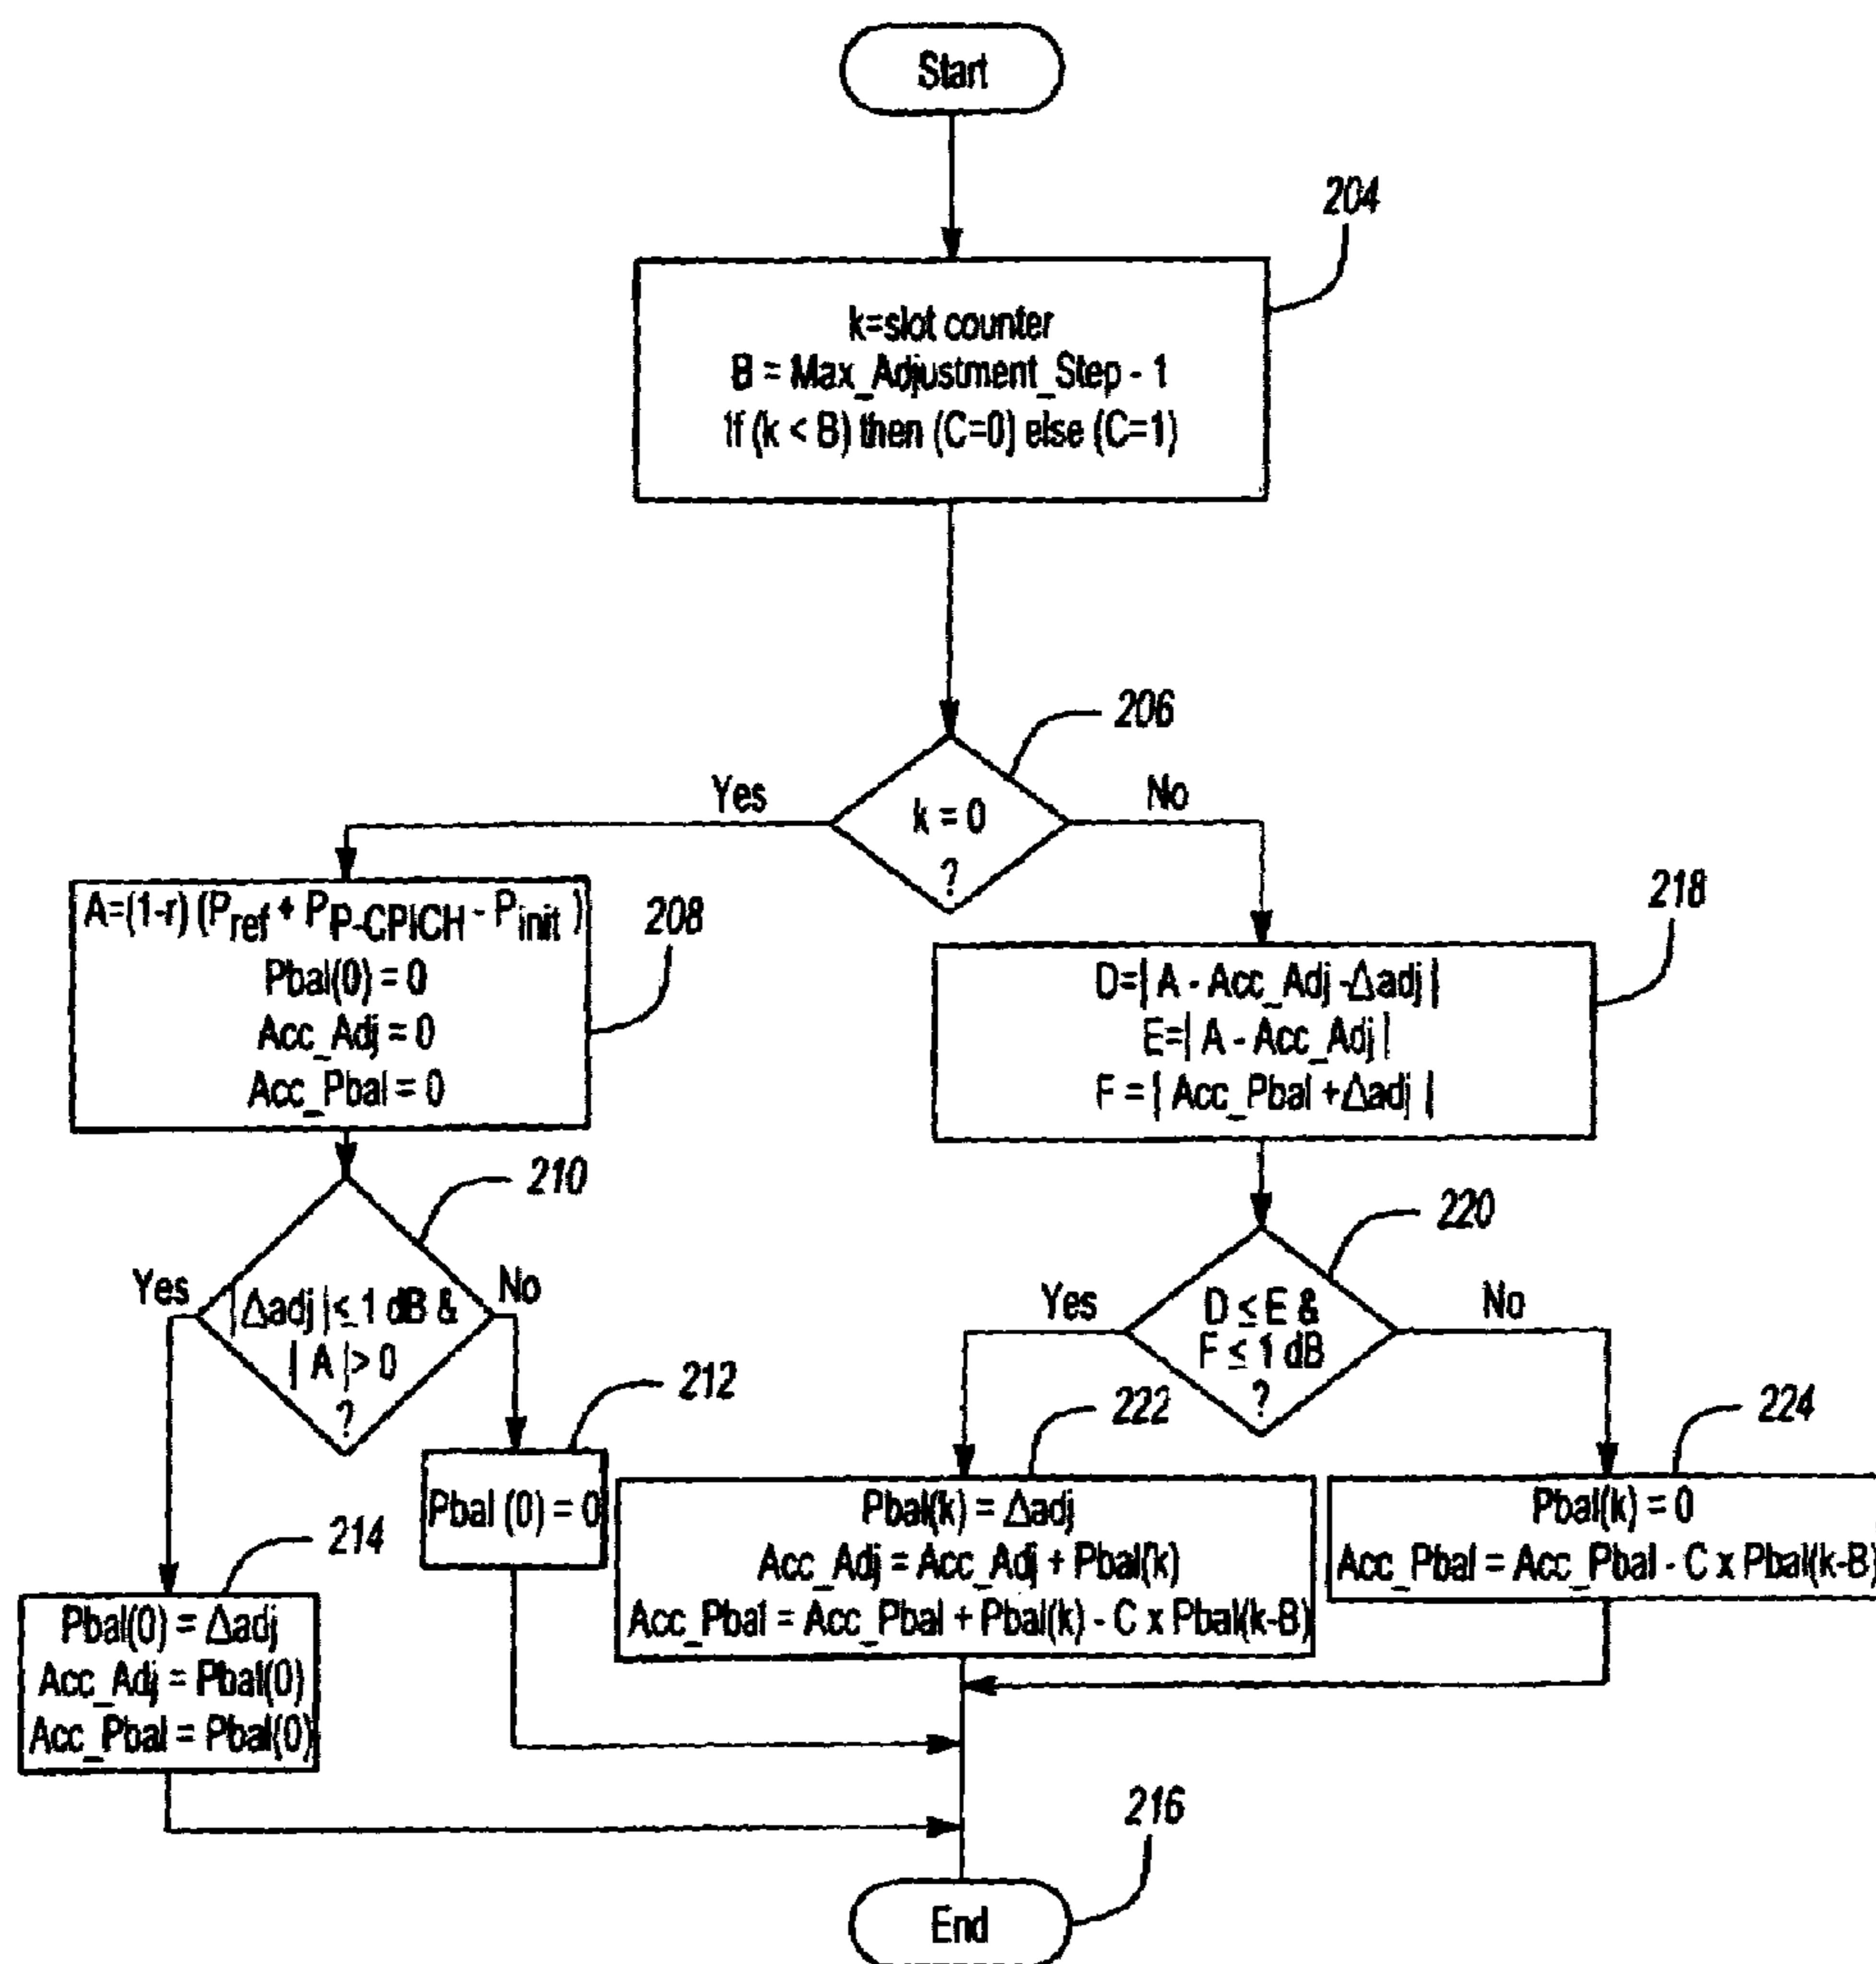 Start
204
k=slot counter
B = Max_Adjustment_Step - 1
If (k < B) then (C=0] else (C=1)
206
Yes
No
k = 0
?
A=(1-r) (Pref + PP-CPICH - Pinit )
Pbal(0) = 0
Acc_Adj = 0
Acc_Pbal = 0
208
218
D=| A - Acc_Adj -Δadj |
E=| A - Acc_Adj |
F = | Acc_Pbal +Δadj |
210
Yes
No
|Δadj |≤ 1 dB &
| A |> 0
?
220
Yes
No
D ≤ E &
F ≤ 1 dB
?
212
Pbal (0) = 0
222
Pbal(k) = Δadj
Acc_Adj = Acc_Adj + Pbal(k)
Acc_Pbal = Acc_Pbal + Pbal(k) - C x Pbal(k-B)
224
Pbal(k) = 0
Acc_Pbal = Acc_Pbal - C x Pbal(k-B)
214
Pbal(0) = Δadj
Acc_Adj = Pbal(0)
Acc_Pbal = Pbal(0)
216
End